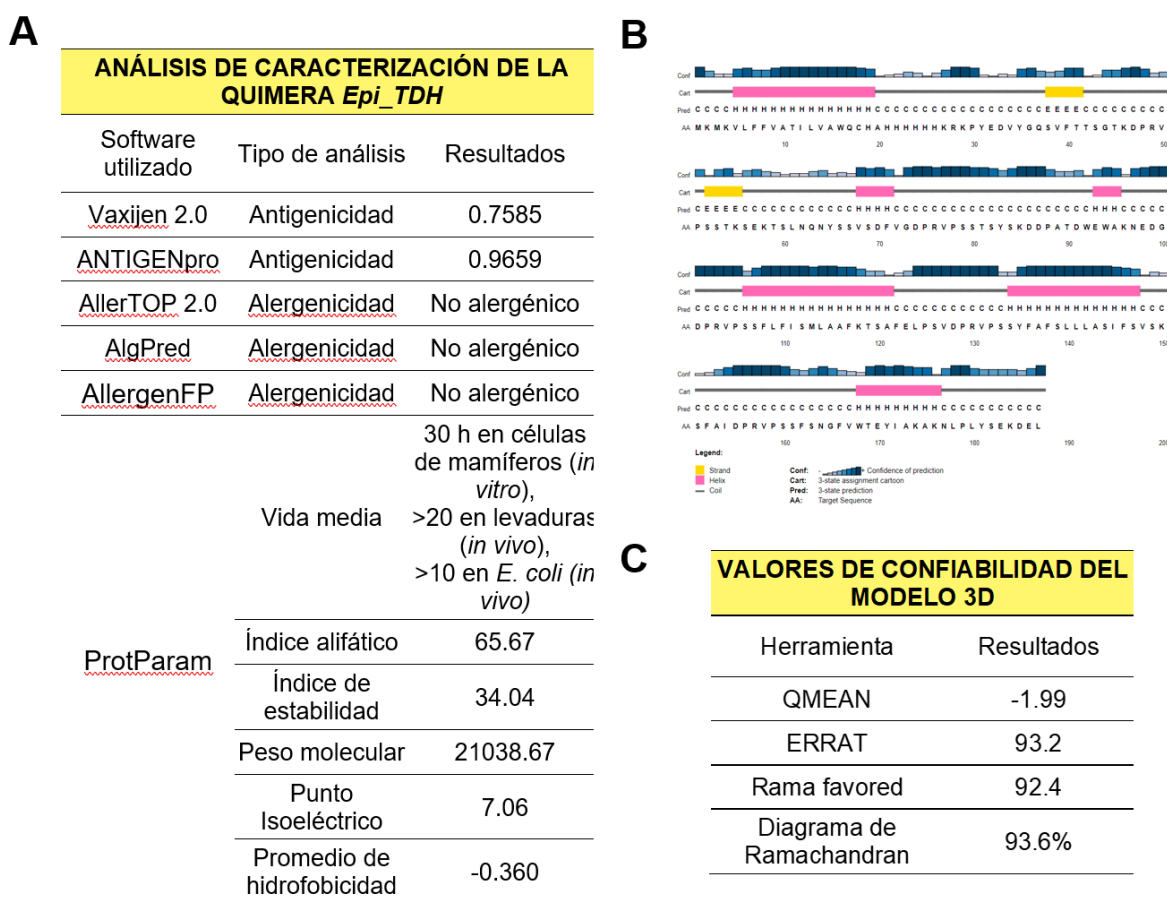 A
ANÁLISIS DE CARACTERIZACIÓN DE LA
QUIMERA Epi_TDH
Software
utilizado
Tipo de análisis
Resultados
Vaxijen 2.0 Antigenicidad 0.7585
ANTIGENpro Antigenicidad 0.9659
AllerTOP 2.0 Alergenicidad No alergénico
AlgPred Alergenicidad No alergénico
AllergenFP Alergenicidad No alergénico
ProtParam
Vida media
30 h en células
de mamíferos (in
vitro),
>20 en levaduras
(in vivo),
>10 en E. coli (in
vivo)
Índice alifático 65.67
Índice de
estabilidad
34.04
Peso molecular 21038.67
Punto
Isoeléctrico
7.06
Promedio de
hidrofobicidad
-0.360
B
Conf
Cart
Pred C C C C H H H H H H H H H H H H H H H C C C C C C C C C C C C C C C C C C E E E E C C C C C C C C C
AA M K M K V L F F V A T I L V A W Q C H A H H H H H H K R K P Y E D V Y G Q S V F T T S G T K D P R V
10 20 30 40 50
Conf
Cart
Pred C E E E E C C C C C C C C C C C C H H H H C C C C C C C C C C C C C C C C C C C C C H H H C C C C C
AA P S S T K S E K T S L N Q N Y S S V S D F V G D P R V P S S T S Y S K D D P A T D W E W A K N E D G
60 70 80 90 100
Conf
Cart
Pred C C C C C H H H H H H H H H H H H H H H H C C C C C C C C C C C C H H H H H H H H H H H H H H C C C
AA D P R V P S S F L F I S M L A A F K T S A F E L P S V D P R V P S S Y F A F S L L L A S I F S V S K
110 120 130 140 150
Conf
Cart
Pred C C C C C C C C C C C C C C C C C H H H H H H H H H C C C C C C C C C C C
AA S F A I D P R V P S S F S N G F V W T E Y I A K A K N L P L Y S E K D E L
160 170 180 190 200
Legend:
Strand
Helix
Coil
Conf: - + Confidence of prediction
Cart: 3-state assignment cartoon
Pred: 3-state prediction
AA: Target Sequence
C
VALORES DE CONFIABILIDAD DEL
MODELO 3D
Herramienta Resultados
QMEAN -1.99
ERRAT 93.2
Rama favored 92.4
Diagrama de
Ramachandran
93.6%